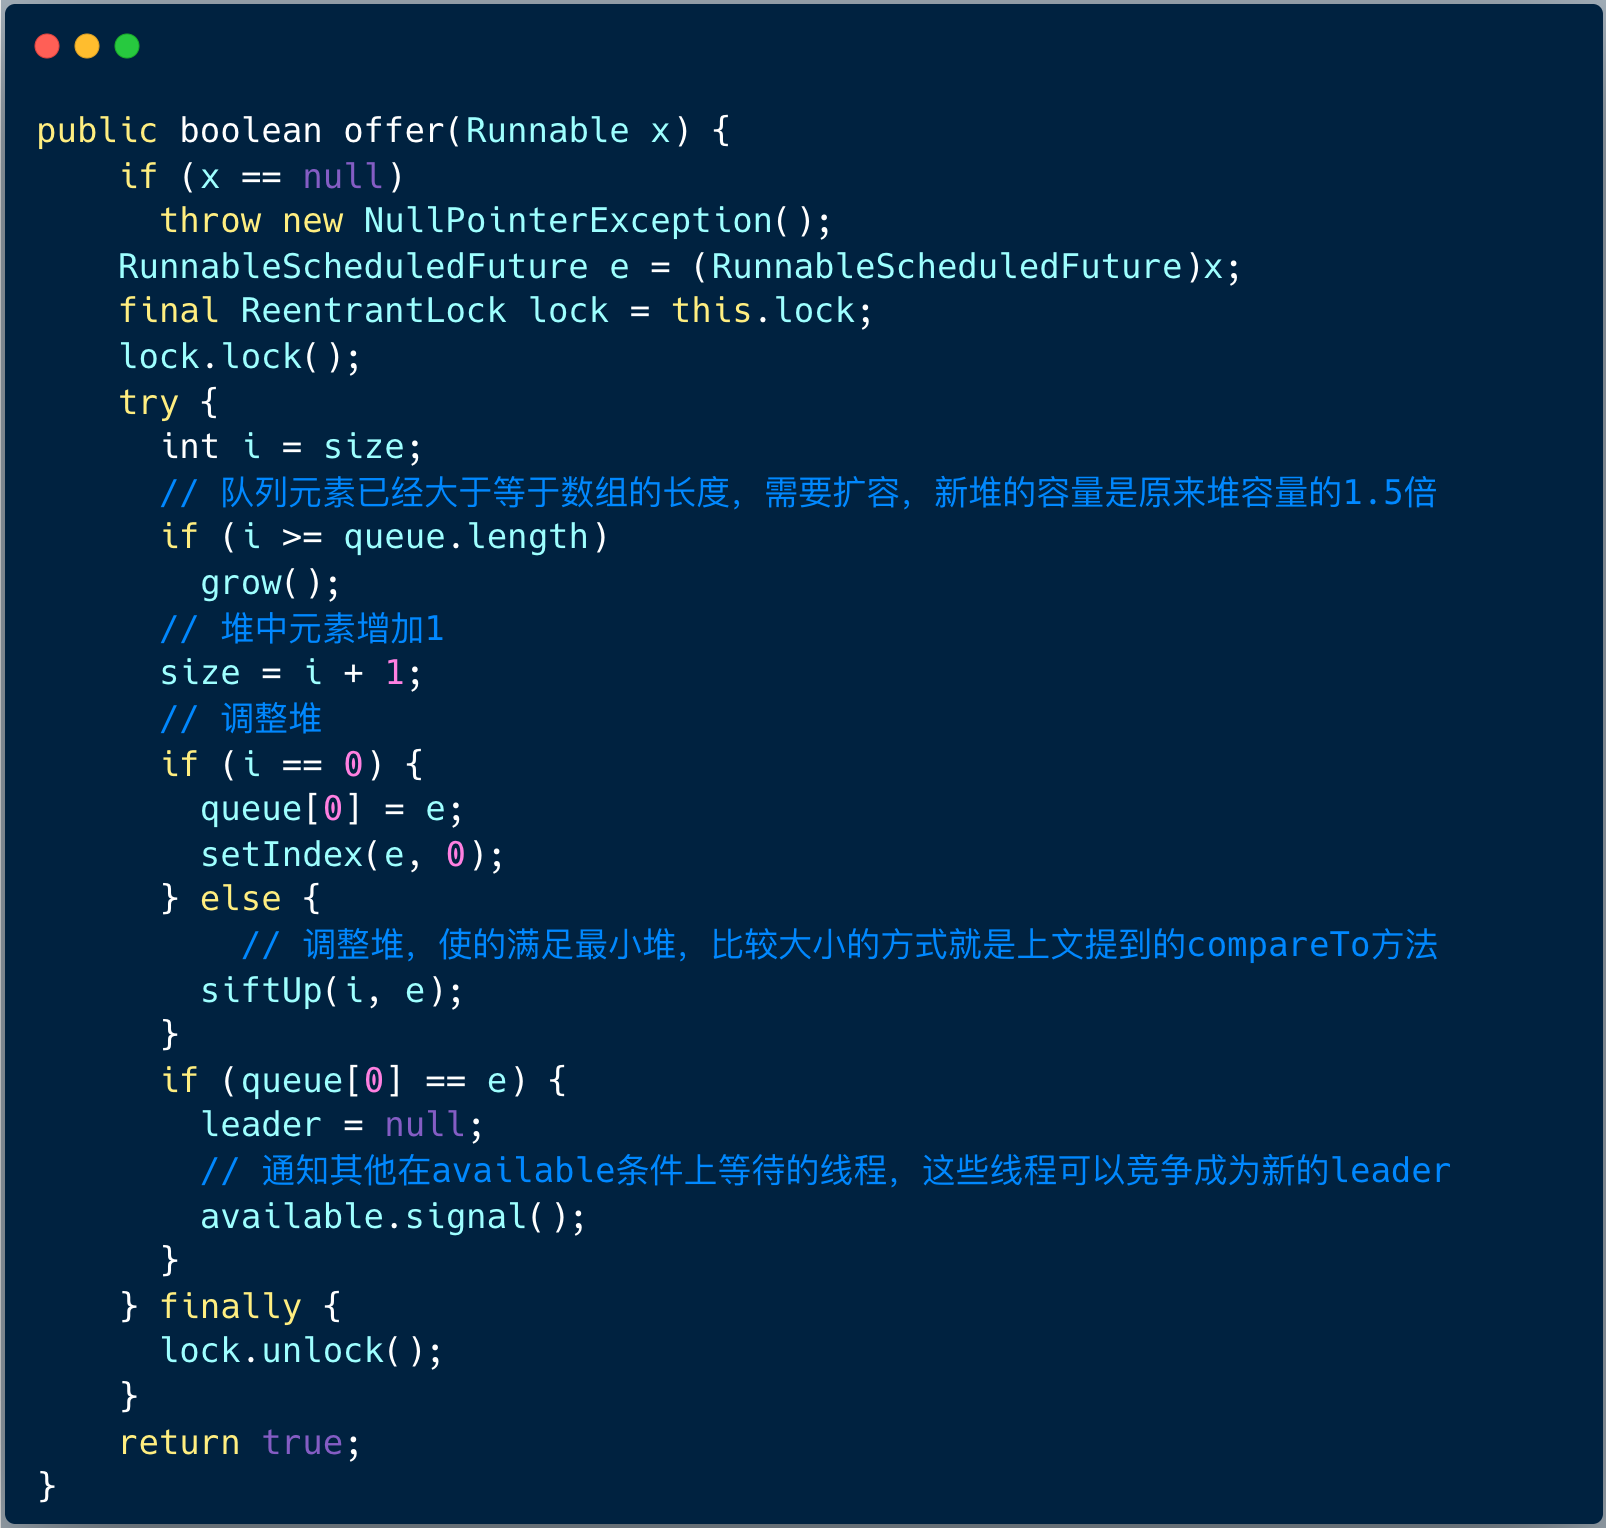 public boolean offer(Runnable x) {
    if (x == null)
      throw new NullPointerException();
    RunnableScheduledFuture e = (RunnableScheduledFuture)x;
    final ReentrantLock lock = this.lock;
    lock.lock();
    try {
      int i = size;
      // 队列元素已经大于等于数组的长度，需要扩容，新堆的容量是原来堆容量的1.5倍
      if (i >= queue.length)
        grow();
      // 堆中元素增加1
      size = i + 1;
      // 调整堆
      if (i == 0) {
        queue[0] = e;
        setIndex(e, 0);
      } else {
          // 调整堆，使的满足最小堆，比较大小的方式就是上文提到的compareTo方法
        siftUp(i, e);
      }
      if (queue[0] == e) {
        leader = null;
        // 通知其他在available条件上等待的线程，这些线程可以竞争成为新的leader
        available.signal();
      }
    } finally {
      lock.unlock();
    }
    return true;
}